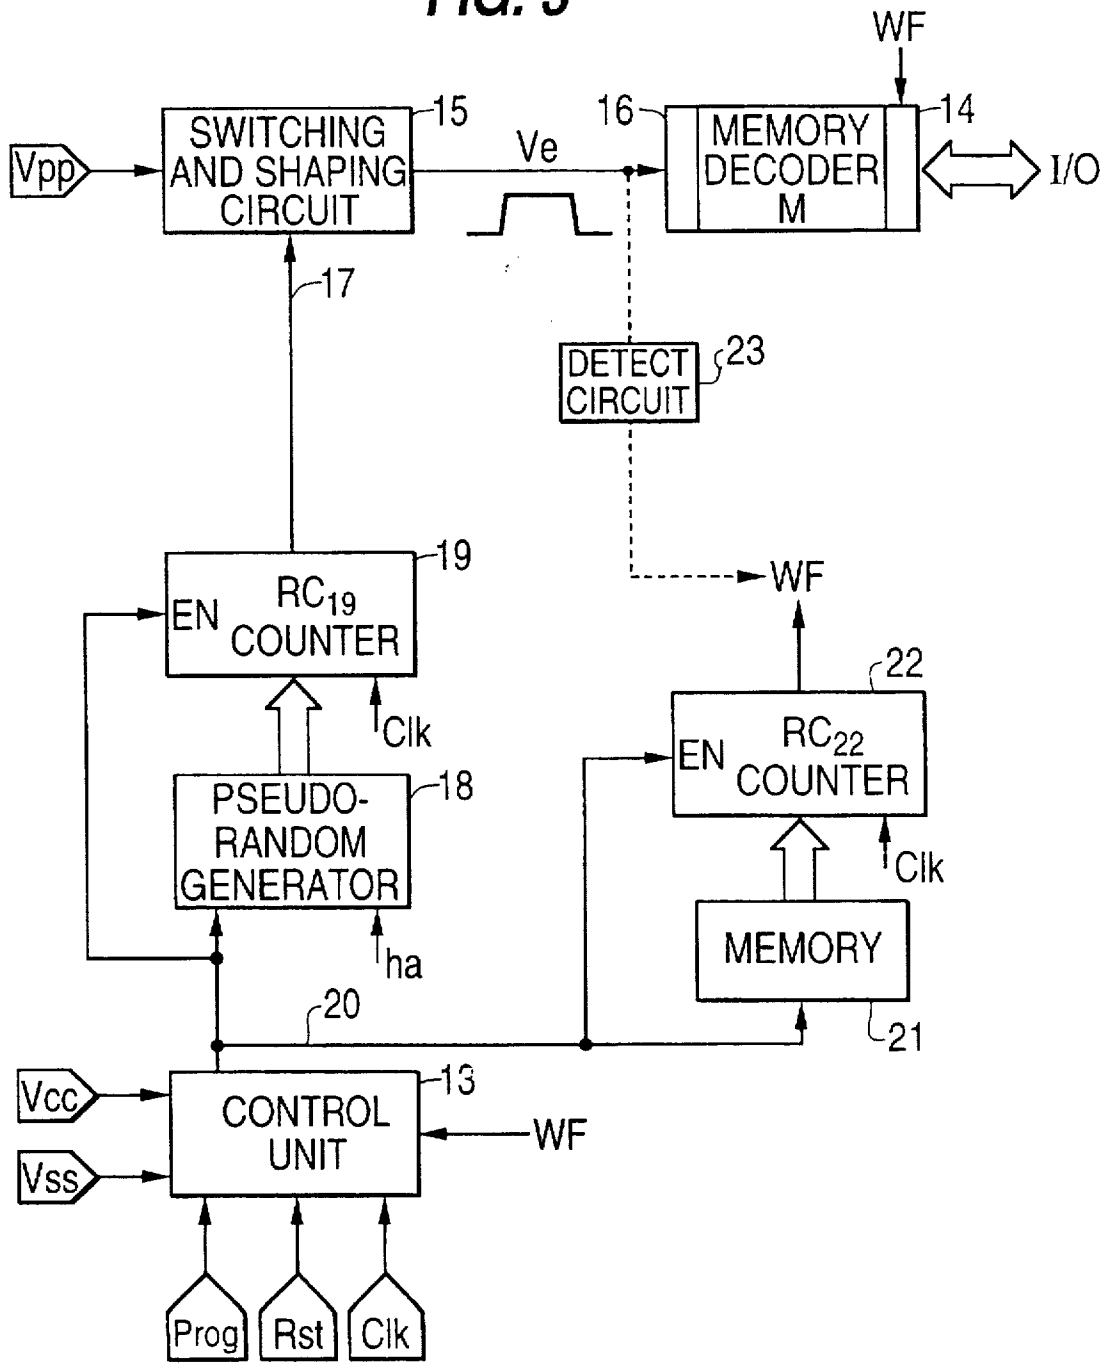 WF
15
16
14
SWITCHING
AND SHAPING
CIRCUIT
Vpp
Ve
MEMORY
DECODER
M
I/O
17
DETECT
CIRCUIT
23
19
EN
RC19
COUNTER
WF
Clk
22
EN
RC22
COUNTER
18
PSEUDO-
RANDOM
GENERATOR
Clk
ha
MEMORY
20
21
13
Vcc
CONTROL
UNIT
WF
Vss
Prog
Rst
Clk